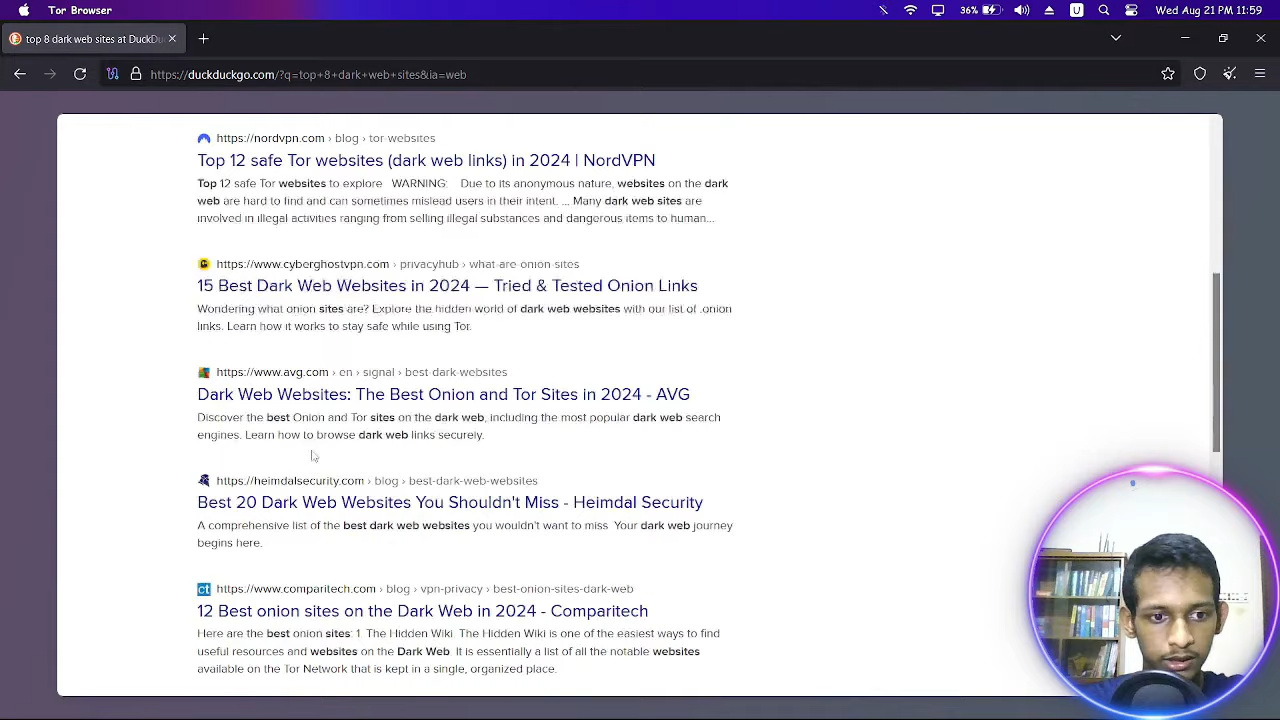 Tor Browser
36%
U
Wed Aug 21 PM 11:59
top 8 dark web sites at DuckDu
https://duckduckgo.com/?q=top+8+dark+web+sites&ia=web
https://nordvpn.com › blog › tor-websites
Top 12 safe Tor websites (dark web links) in 2024 | NordVPN
Top 12 safe Tor websites to explore WARNING: Due to its anonymous nature, websites on the dark
web are hard to find and can sometimes mislead users in their intent. ... Many dark web sites are
involved in illegal activities ranging from selling illegal substances and dangerous items to human...
https://www.cyberghostvpn.com › privacyhub › what-are-onion-sites
15 Best Dark Web Websites in 2024 — Tried & Tested Onion Links
Wondering what onion sites are? Explore the hidden world of dark web websites with our list of .onion
links. Learn how it works to stay safe while using Tor.
https://www.avg.com › en › signal › best-dark-websites
Dark Web Websites: The Best Onion and Tor Sites in 2024 - AVG
Discover the best Onion and Tor sites on the dark web, including the most popular dark web search
engines. Learn how to browse dark web links securely.
https://heimdalsecurity.com › blog › best-dark-web-websites
Best 20 Dark Web Websites You Shouldn't Miss - Heimdal Security
A comprehensive list of the best dark web websites you wouldn't want to miss Your dark web journey
begins here.
ct https://www.comparitech.com › blog › vpn-privacy › best-onion-sites-dark-web
12 Best onion sites on the Dark Web in 2024 - Comparitech
Here are the best onion sites: 1. The Hidden Wiki. The Hidden Wiki is one of the easiest ways to find
useful resources and websites on the Dark Web. It is essentially a list of all the notable websites
available on the Tor Network that is kept in a single, organized place.